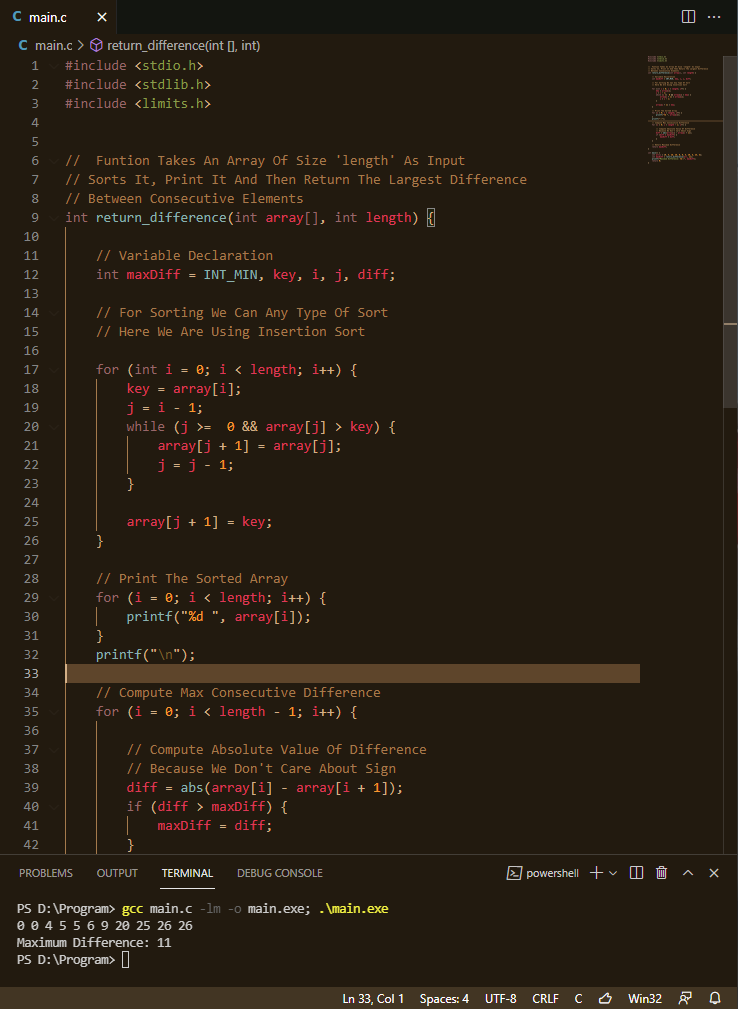 C main.c ×
C main.c > return_difference(int [], int)
1 #include <stdio.h>
2 #include <stdlib.h>
3 #include <limits.h>
4
5
6 //  Funtion Takes An Array Of Size 'length' As Input
7 // Sorts It, Print It And Then Return The Largest Difference
8 // Between Consecutive Elements
9 int return_difference(int array[], int length) {
10
11     // Variable Declaration
12     int maxDiff = INT_MIN, key, i, j, diff;
13
14     // For Sorting We Can Any Type Of Sort
15     // Here We Are Using Insertion Sort
16
17     for (int i = 0; i < length; i++) {
18         key = array[i];
19         j = i - 1;
20         while (j >=  0 && array[j] > key) {
21             array[j + 1] = array[j];
22             j = j - 1;
23         }
24
25         array[j + 1] = key;
26     }
27
28     // Print The Sorted Array
29     for (i = 0; i < length; i++) {
30         printf("%d ", array[i]);
31     }
32     printf("\n");
33
34     // Compute Max Consecutive Difference
35     for (i = 0; i < length - 1; i++) {
36
37         // Compute Absolute Value Of Difference
38         // Because We Don't Care About Sign
39         diff = abs(array[i] - array[i + 1]);
40         if (diff > maxDiff) {
41             maxDiff = diff;
42         }
PROBLEMS OUTPUT TERMINAL DEBUG CONSOLE powershell
PS D:\Program> gcc main.c -lm -o main.exe; .\main.exe
0 0 4 5 5 6 9 20 25 26 26
Maximum Difference: 11
PS D:\Program>
Ln 33, Col 1 Spaces: 4 UTF-8 CRLF C Win32